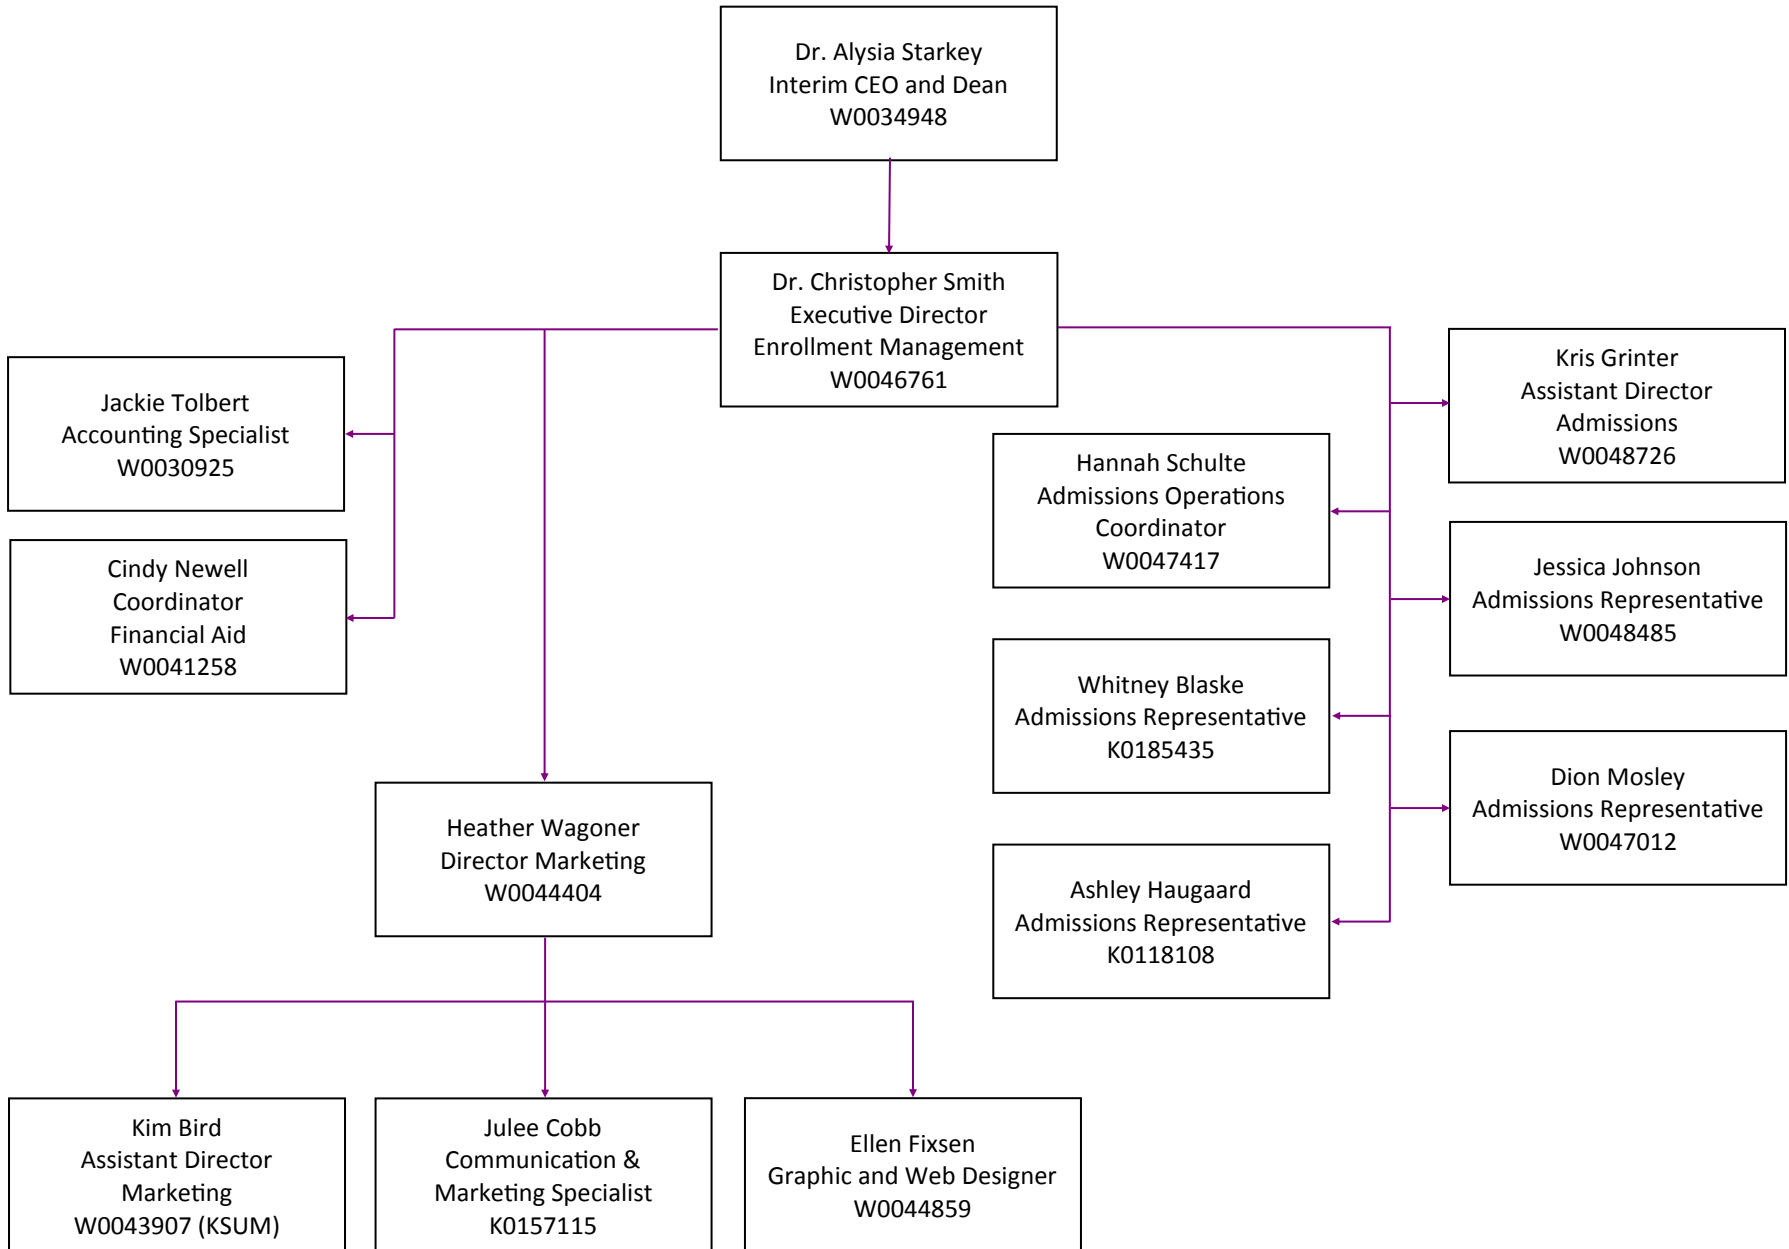 Dr. Alysia Starkey
Interim CEO and Dean
W0034948
Dr. Christopher Smith
Executive Director
Enrollment Management
W0046761
Jackie Tolbert
Accounting Specialist
W0030925
Cindy Newell
Coordinator
Financial Aid
W0041258
Kris Grinter
Assistant Director
Admissions
W0048726
Hannah Schulte
Admissions Operations
Coordinator
W0047417
Jessica Johnson
Admissions Representative
W0048485
Whitney Blaske
Admissions Representative
K0185435
Dion Mosley
Admissions Representative
W0047012
Ashley Haugaard
Admissions Representative
K0118108
Heather Wagoner
Director Marketing
W0044404
Kim Bird
Assistant Director
Marketing
W0043907 (KSUM)
Julee Cobb
Communication &
Marketing Specialist
K0157115
Ellen Fixsen
Graphic and Web Designer
W0044859